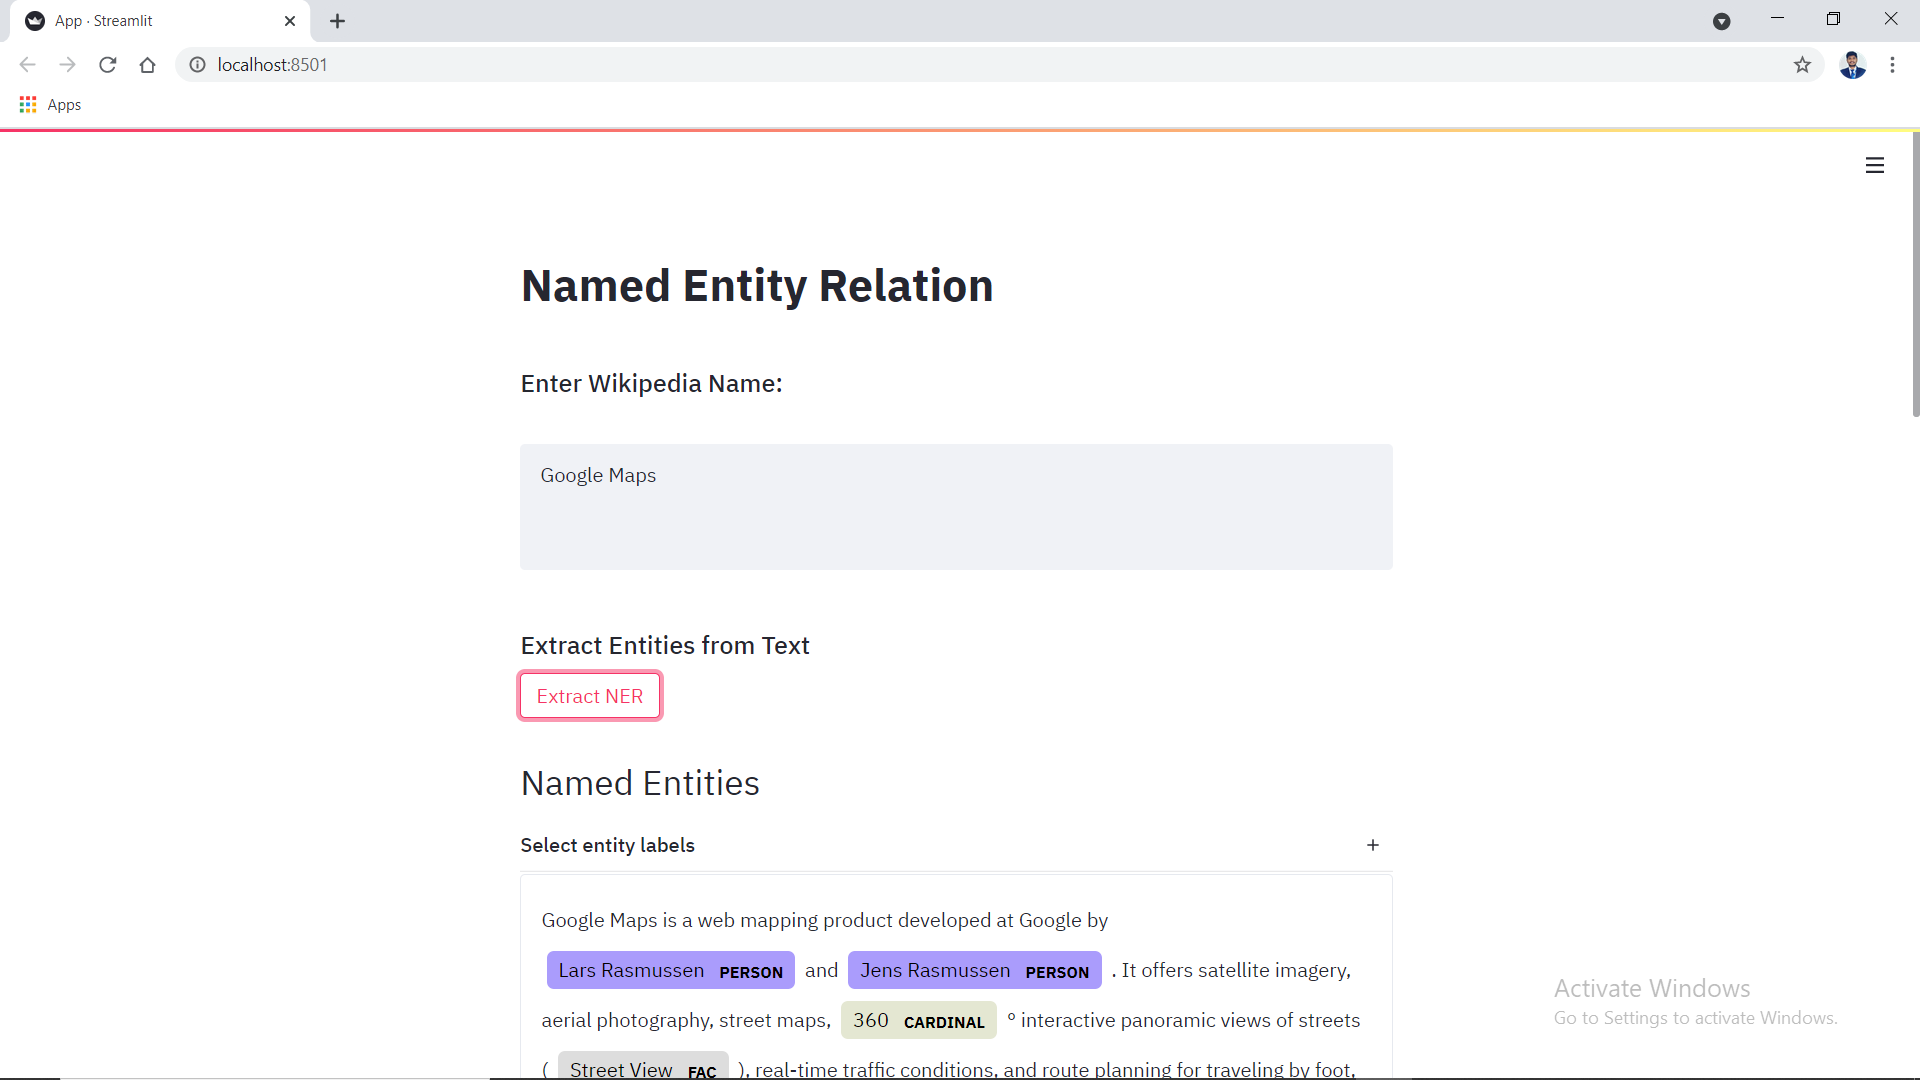 App · Streamlit
localhost:8501
Apps
Named Entity Relation
Enter Wikipedia Name:
Google Maps
Extract Entities from Text
Extract NER
Named Entities
Select entity labels +
Google Maps is a web mapping product developed at Google by
Lars Rasmussen PERSON and Jens Rasmussen PERSON . It offers satellite imagery,
aerial photography, street maps, 360 CARDINAL ° interactive panoramic views of streets
( Street View FAC ), real-time traffic conditions, and route planning for traveling by foot,
Activate Windows
Go to Settings to activate Windows.